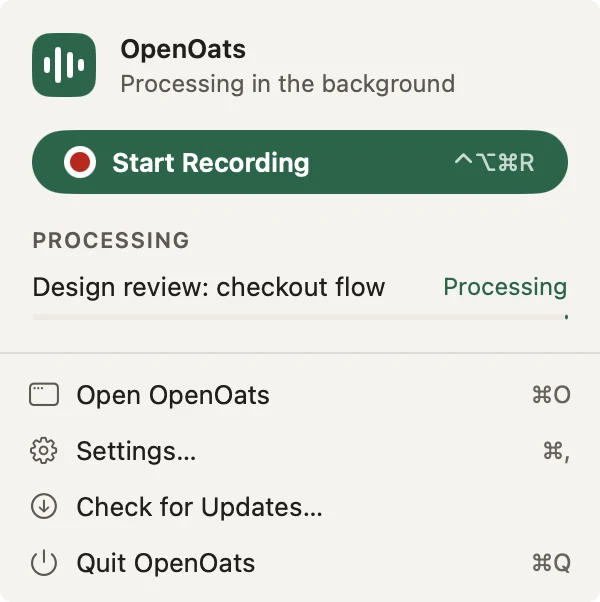 OpenOats
Processing in the background
Start Recording ^⌥⌘R
PROCESSING
Design review: checkout flow Processing
Open OpenOats ⌘O
Settings... ⌘,
Check for Updates...
Quit OpenOats ⌘Q